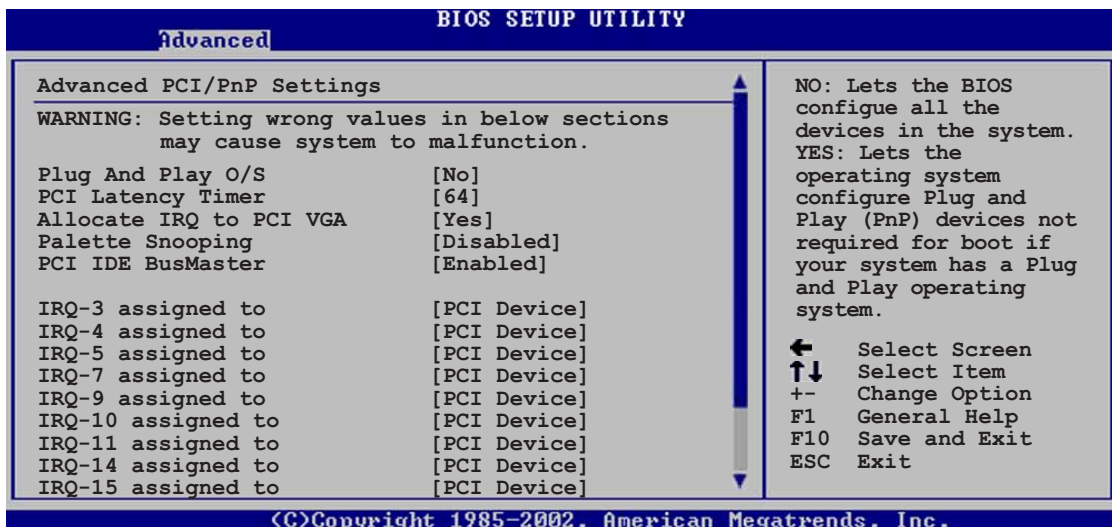 BIOS SETUP UTILITY
Advanced
Advanced PCI/PnP Settings
WARNING: Setting wrong values in below sections
may cause system to malfunction.
Plug And Play O/S [No]
PCI Latency Timer [64]
Allocate IRQ to PCI VGA [Yes]
Palette Snooping [Disabled]
PCI IDE BusMaster [Enabled]
IRQ-3 assigned to [PCI Device]
IRQ-4 assigned to [PCI Device]
IRQ-5 assigned to [PCI Device]
IRQ-7 assigned to [PCI Device]
IRQ-9 assigned to [PCI Device]
IRQ-10 assigned to [PCI Device]
IRQ-11 assigned to [PCI Device]
IRQ-14 assigned to [PCI Device]
IRQ-15 assigned to [PCI Device]
NO: Lets the BIOS
configue all the
devices in the system.
YES: Lets the
operating system
configure Plug and
Play (PnP) devices not
required for boot if
your system has a Plug
and Play operating
system.
← Select Screen
↑↓ Select Item
+- Change Option
F1 General Help
F10 Save and Exit
ESC Exit
(C)Copyright 1985-2002, American Megatrends, Inc.